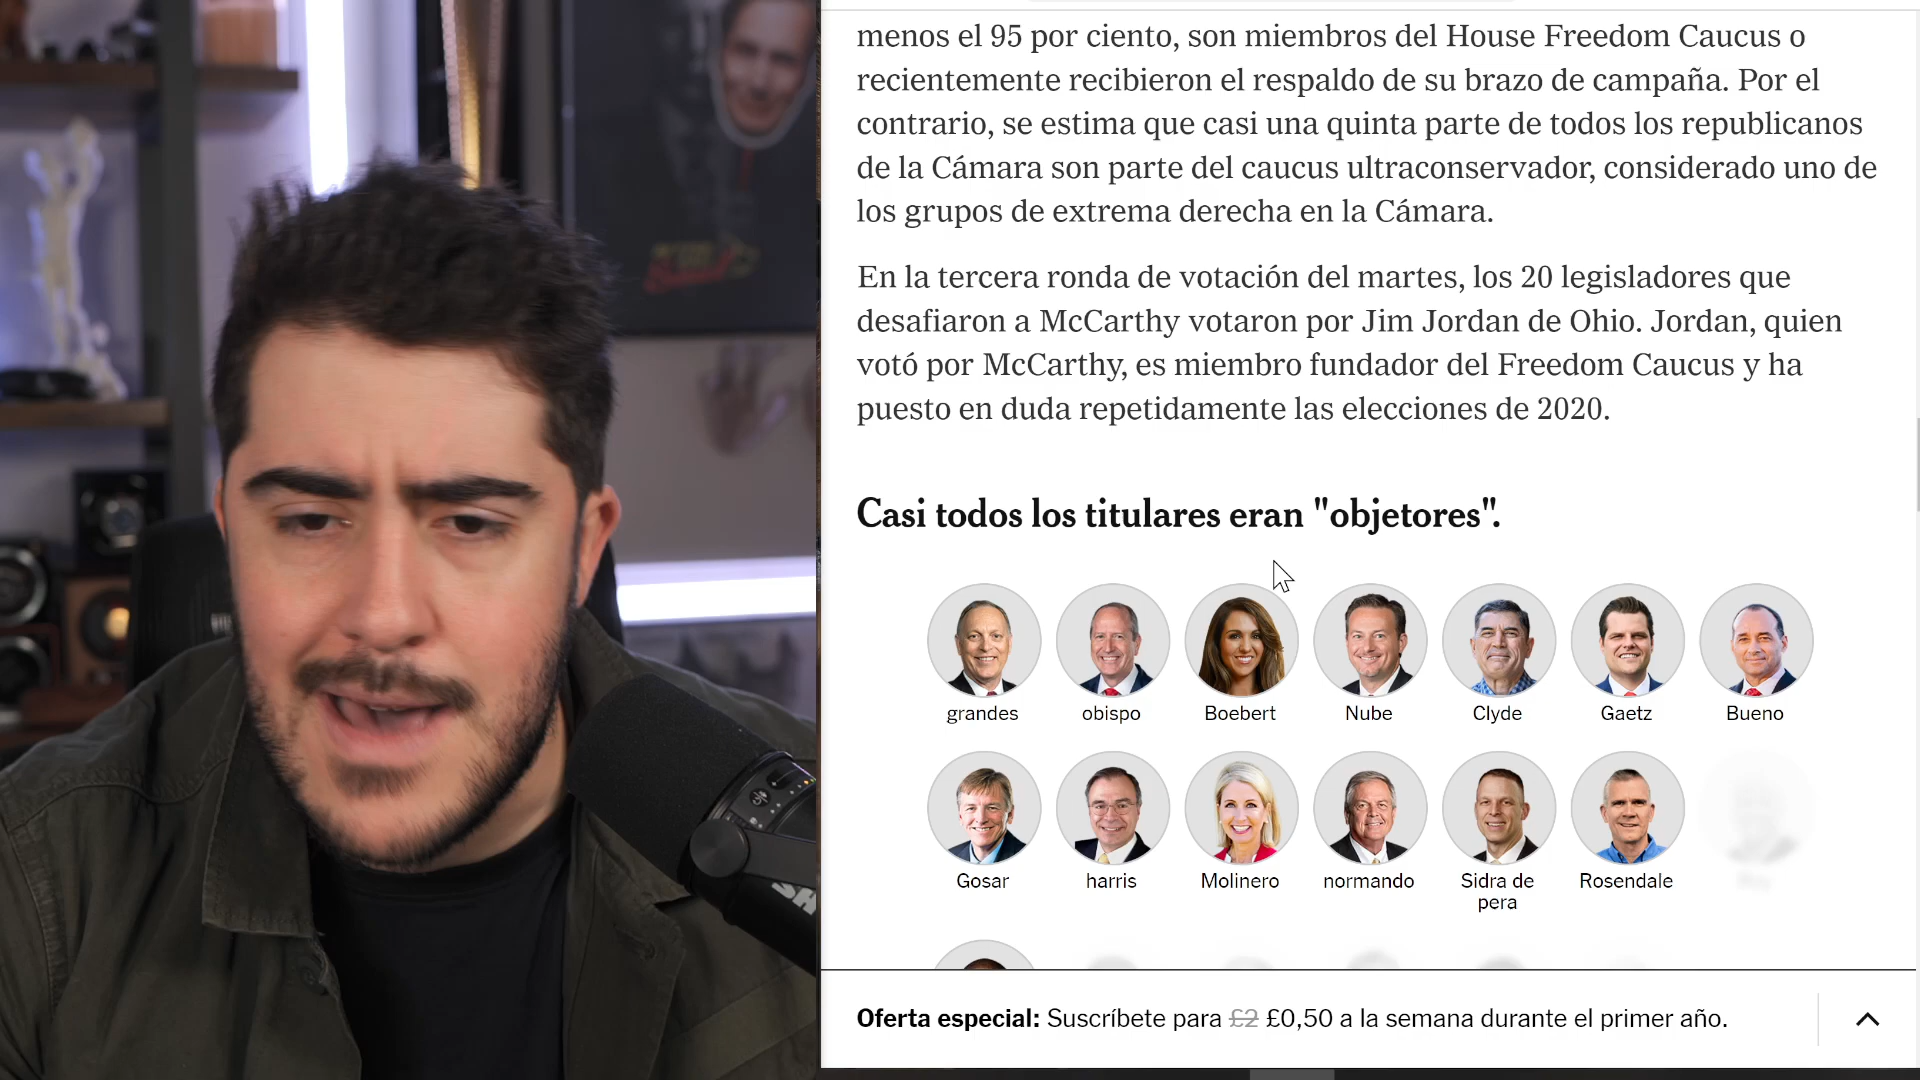 menos el 95 por ciento, son miembros del House Freedom Caucus o
recientemente recibieron el respaldo de su brazo de campaña. Por el
contrario, se estima que casi una quinta parte de todos los republicanos
de la Cámara son parte del caucus ultraconservador, considerado uno de
los grupos de extrema derecha en la Cámara.
En la tercera ronda de votación del martes, los 20 legisladores que
desafiaron a McCarthy votaron por Jim Jordan de Ohio. Jordan, quien
votó por McCarthy, es miembro fundador del Freedom Caucus y ha
puesto en duda repetidamente las elecciones de 2020.
Casi todos los titulares eran "objetores".
grandes obispo Boebert Nube Clyde Gaetz Bueno
Gosar harris Molinero normando Sidra de Rosendale
pera
Oferta especial: Suscríbete para £2 £0,50 a la semana durante el primer año.